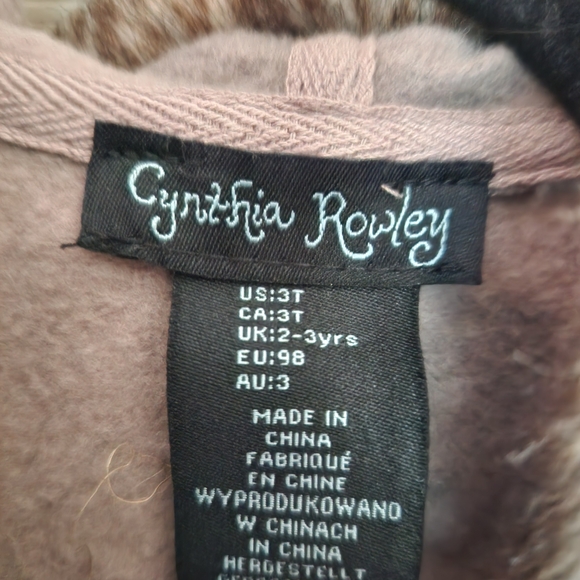 Cynthia Rowley
US:3T
CA:3T
UK:2-3yrs
EU:98
AU:3
MADE IN
CHINA
FABRIQUÉ
EN CHINE
WYPRODUKOWANO
W CHINACH
IN CHINA
HERGESTELLT